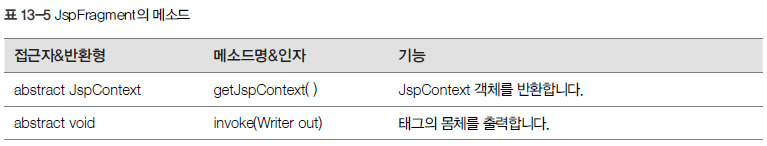 표 13-5 JspFragment의 메소드
접근자&반환형 메소드명&인자 기능
abstract JspContext getJspContext( ) JspContext 객체를 반환합니다.
abstract void invoke(Writer out) 태그의 몸체를 출력합니다.